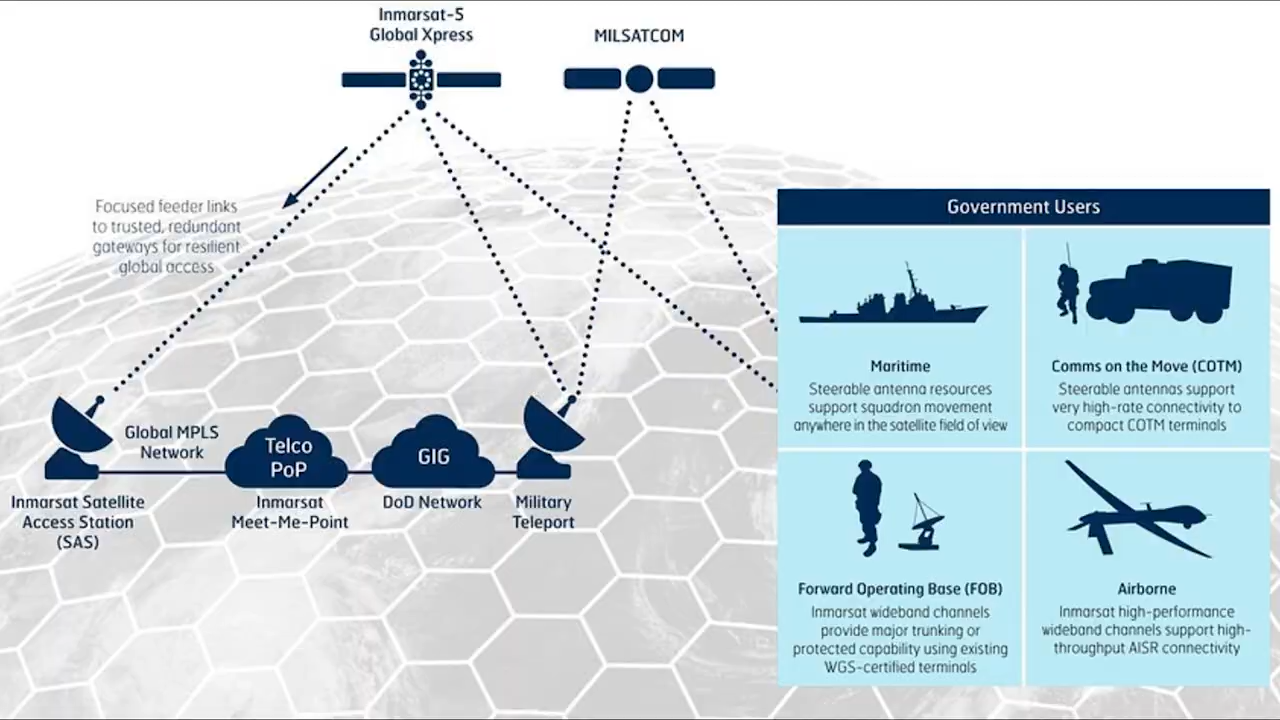 Inmarsat-5
Global Xpress
MILSATCOM
Focused feeder links
to trusted, redundant
gateways for resilient
global access
Government Users
Maritime
Steerable antenna resources
support squadron movement
anywhere in the satellite field of view
Comms on the Move (COTM)
Steerable antennas support
very high-rate connectivity to
compact COTM terminals
Global MPLS
Network
Telco
PoP
GIG
Inmarsat Satellite
Access Station
(SAS)
Inmarsat
Meet-Me-Point
DoD Network
Military
Teleport
Forward Operating Base (FOB)
Inmarsat wideband channels
provide major trunking or
protected capability using existing
WGS-certified terminals
Airborne
Inmarsat high-performance
wideband channels support high-
throughput AISR connectivity